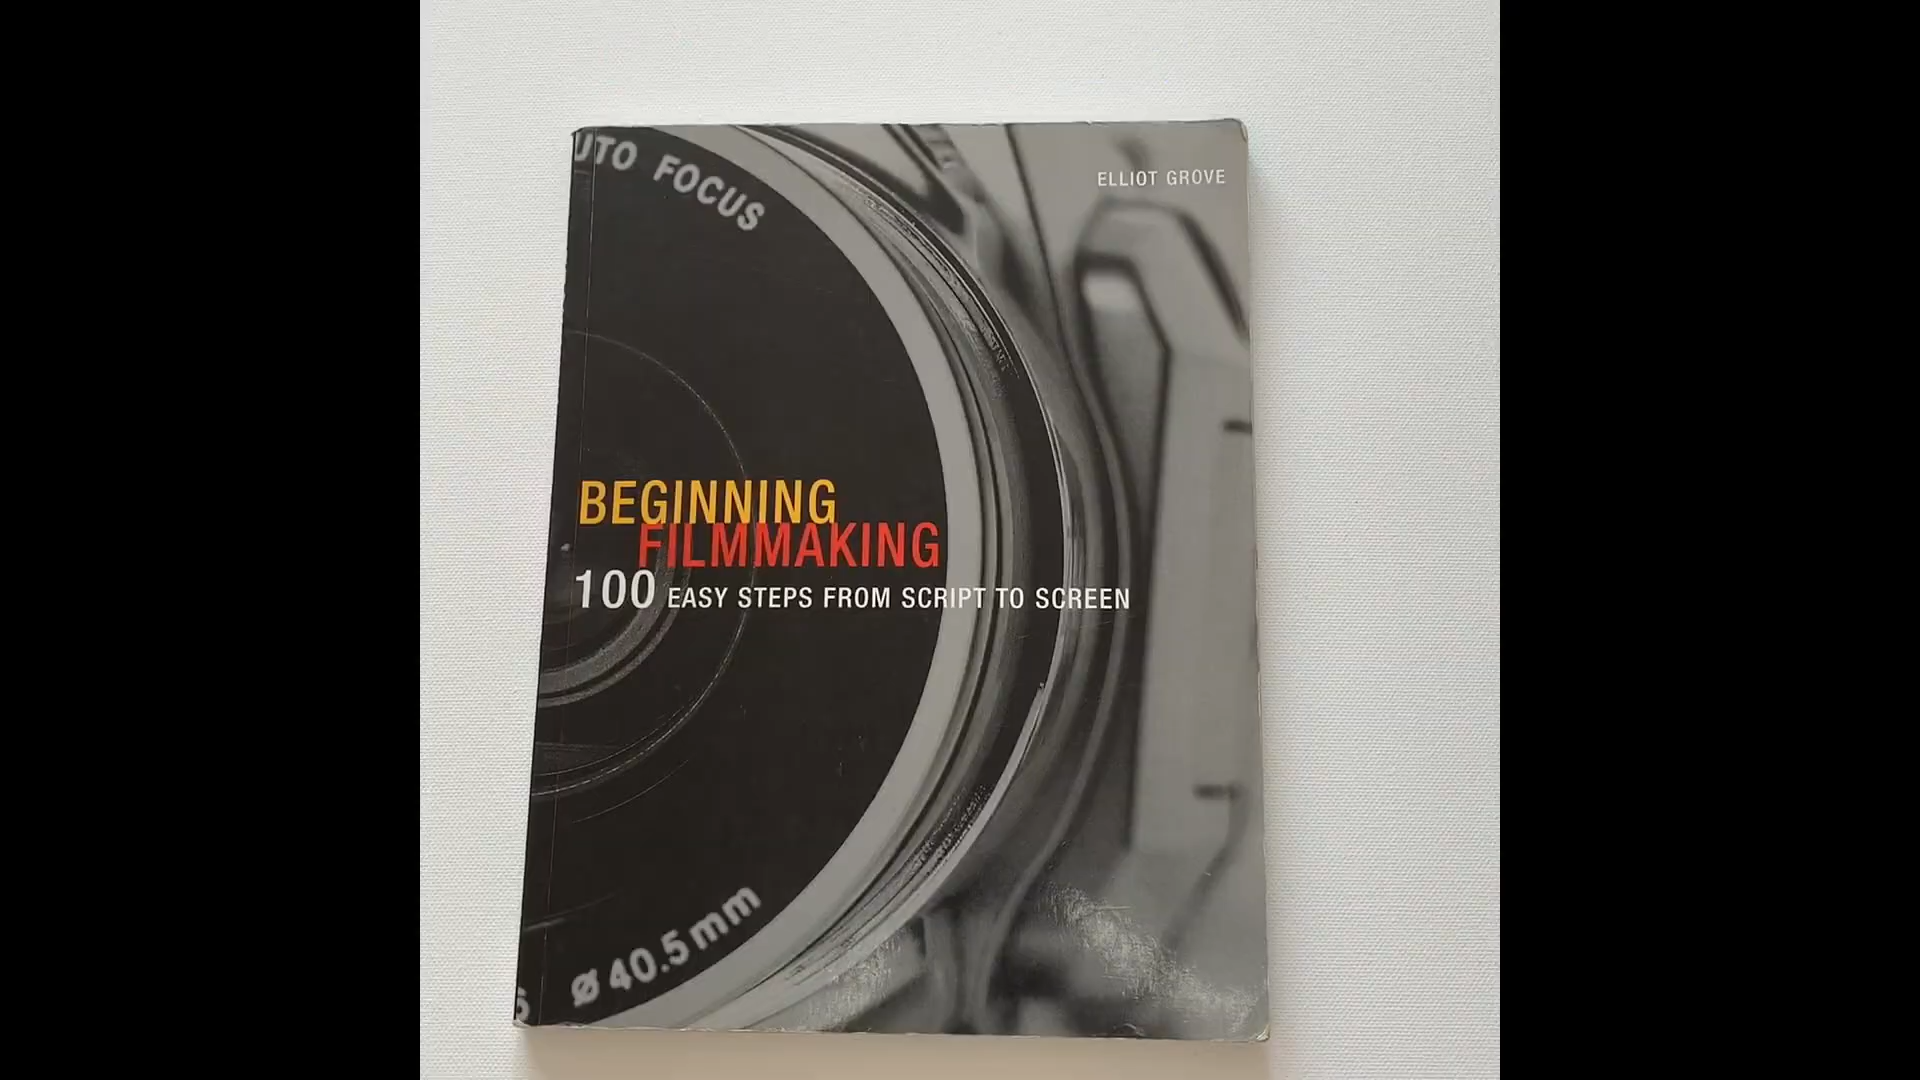 UTO FOCUS
ELLIOT GROVE
BEGINNING
FILMMAKING
100 EASY STEPS FROM SCRIPT TO SCREEN
ø 40.5 mm